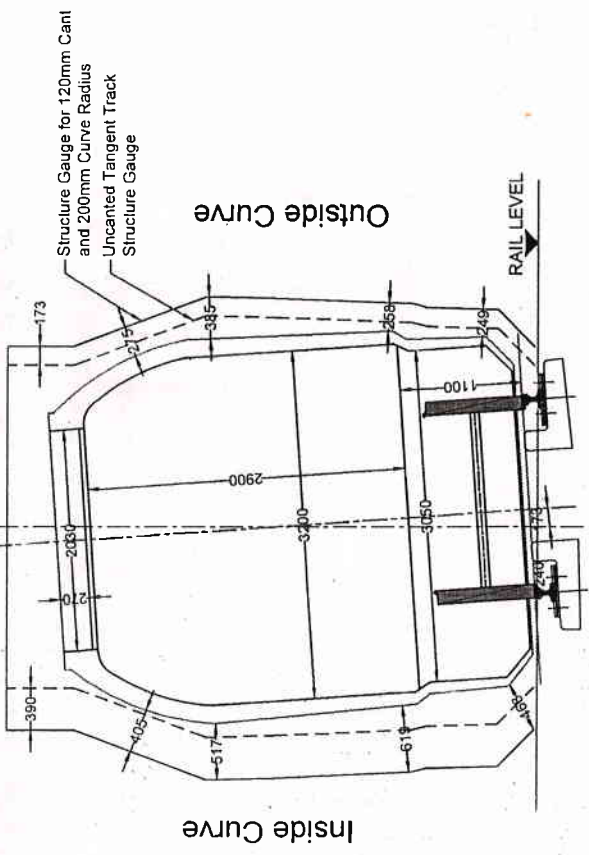 Structure Gauge for 120mm Cant
and 200mm Curve Radius
Uncanted Tangent Track
Structure Gauge
Outside Curve
Inside Curve
RAIL LEVEL
173
390
2030
270
275
405
385
517
2900
3200
258
619
249
1100
3050
240
173